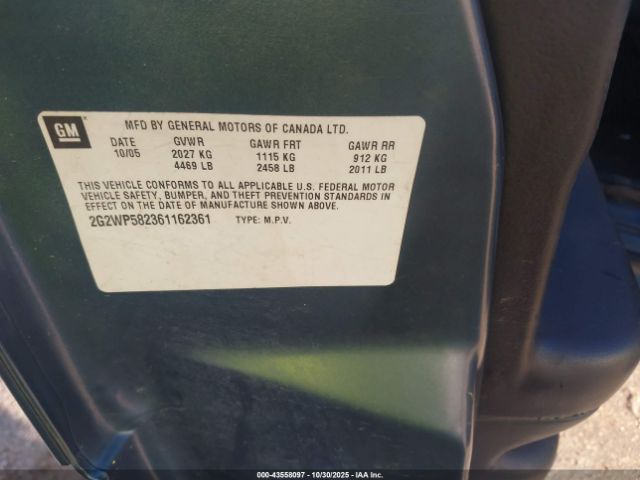 GM
MFD BY GENERAL MOTORS OF CANADA LTD.
DATE GVWR GAWR FRT GAWR RR
10/05 2027 KG 1115 KG 912 KG
4469 LB 2458 LB 2011 LB
THIS VEHICLE CONFORMS TO ALL APPLICABLE U.S. FEDERAL MOTOR
VEHICLE SAFETY, BUMPER, AND THEFT PREVENTION STANDARDS IN
EFFECT ON THE DATE OF MANUFACTURE SHOWN ABOVE.
2G2WP582361162361 TYPE: M.P.V.
000-43558097 - 10/30/2025 - IAA Inc.